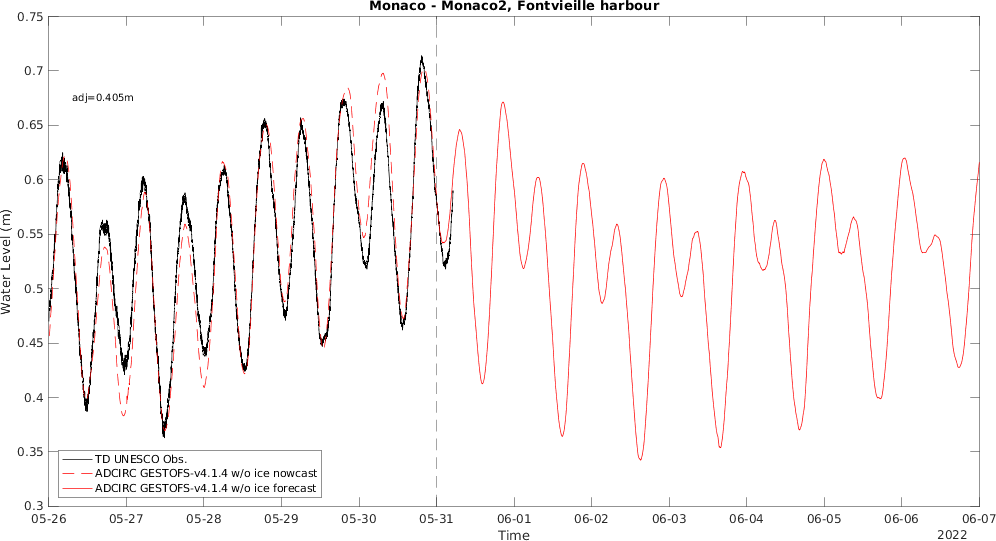 Monaco - Monaco2, Fontvieille harbour
0.75
0.7
0.65
0.6
0.55
0.5
0.45
0.4
0.35
0.3
Water Level (m)
adj=0.405m
TD UNESCO Obs.
ADCIRC GESTOFS-v4.1.4 w/o ice nowcast
ADCIRC GESTOFS-v4.1.4 w/o ice forecast
05-26 05-27 05-28 05-29 05-30 05-31 06-01 06-02 06-03 06-04 06-05 06-06 06-07
Time
2022